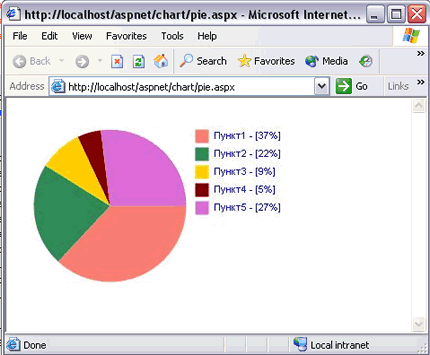 http://localhost/aspnet/chart/pie.aspx - Microsoft Internet...
File Edit View Favorites Tools Help
Back Search Favorites Media
Address http://localhost/aspnet/chart/pie.aspx Go Links »
Пункт1 - [37%]
Пункт2 - [22%]
Пункт3 - [9%]
Пункт4 - [5%]
Пункт5 - [27%]
Done Local intranet